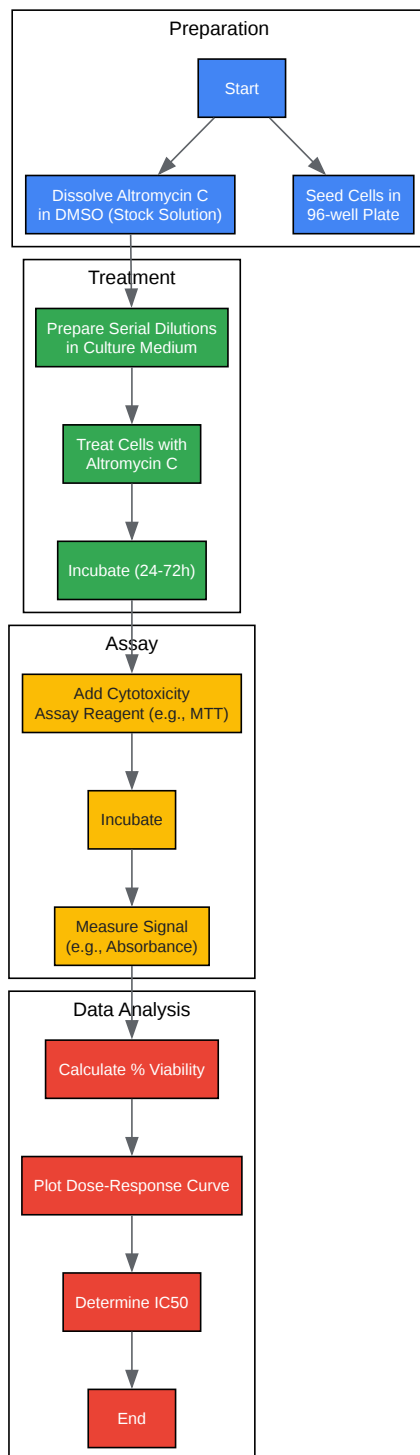 Preparation
Start
Dissolve Altromycin C
in DMSO (Stock Solution)
Seed Cells in
96-well Plate
Treatment
Prepare Serial Dilutions
in Culture Medium
Treat Cells with
Altromycin C
Incubate (24-72h)
Assay
Add Cytotoxicity
Assay Reagent (e.g., MTT)
Incubate
Measure Signal
(e.g., Absorbance)
Data Analysis
Calculate % Viability
Plot Dose-Response Curve
Determine IC50
End